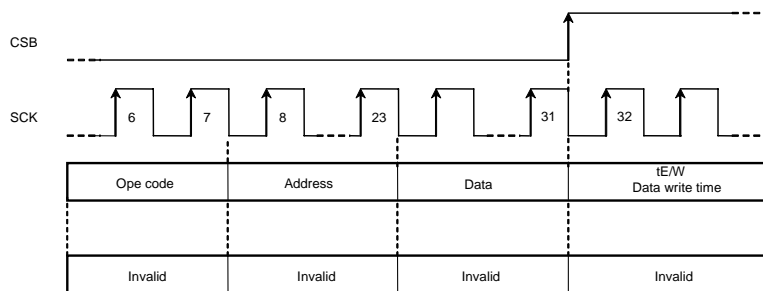 CSB
SCK
6 7 8 23 31 32
Ope code Address Data tE/W
Data write time
Invalid Invalid Invalid Invalid